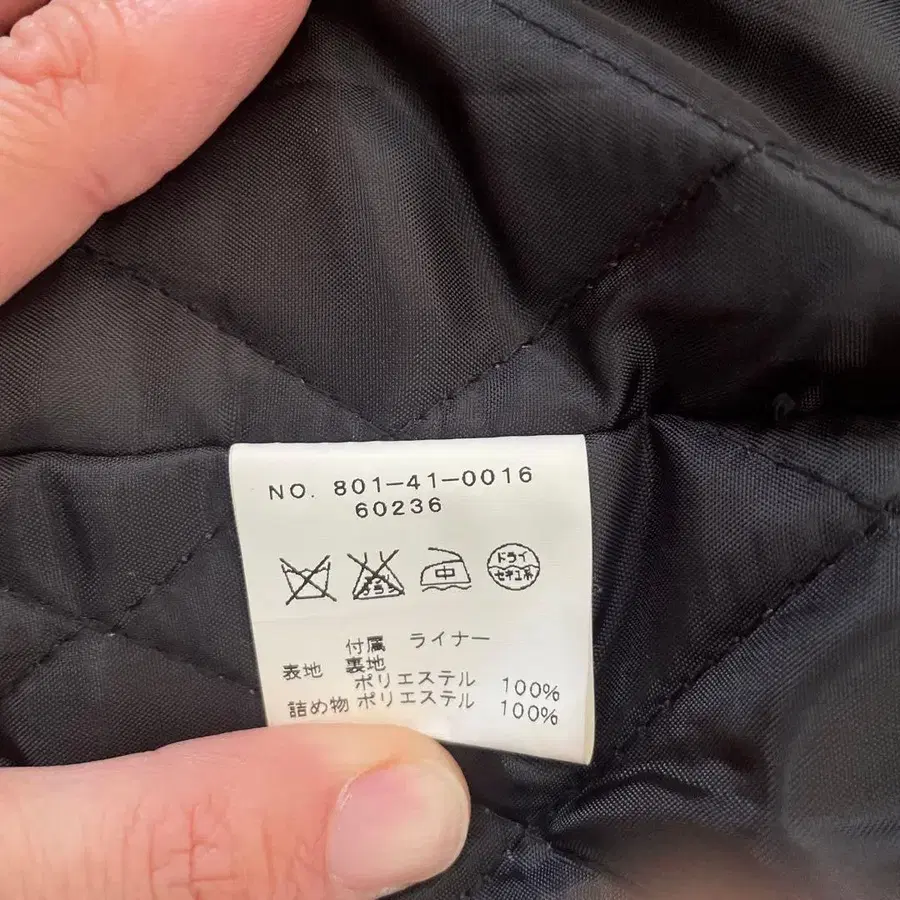 NO. 801-41-0016
60236
中 ドライ
セキユ系
付属 ライナー
表地 裏地
ポリエステル 100%
詰め物 ポリエステル 100%